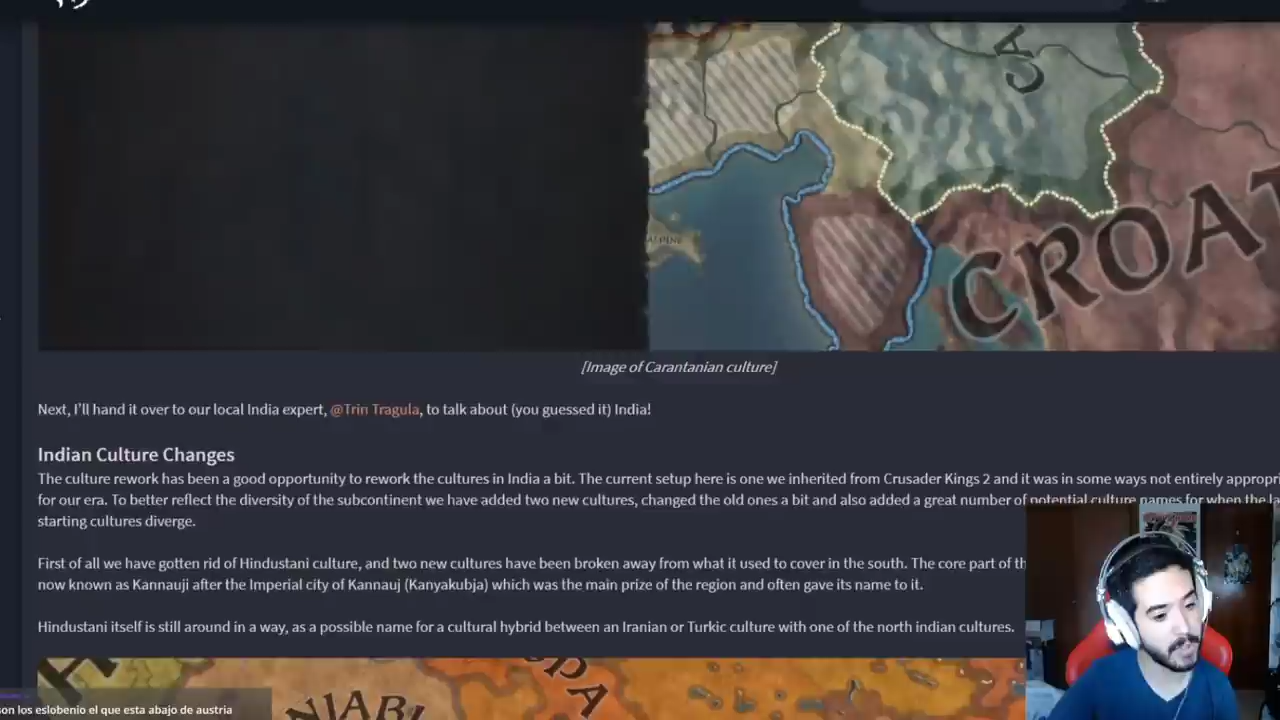 CA
CROAT
[Image of Carantanian culture]
Next, I'll hand it over to our local India expert, @Trin Tragula, to talk about (you guessed it) India!
Indian Culture Changes
The culture rework has been a good opportunity to rework the cultures in India a bit. The current setup here is one we inherited from Crusader Kings 2 and it was in some ways not entirely appropri
for our era. To better reflect the diversity of the subcontinent we have added two new cultures, changed the old ones a bit and also added a great number of potential culture names for when the la
starting cultures diverge.
First of all we have gotten rid of Hindustani culture, and two new cultures have been broken away from what it used to cover in the south. The core part of th
now known as Kannauji after the Imperial city of Kannauj (Kanyakubja) which was the main prize of the region and often gave its name to it.
Hindustani itself is still around in a way, as a possible name for a cultural hybrid between an Iranian or Turkic culture with one of the north indian cultures.
son los eslobenio el que esta abajo de austria